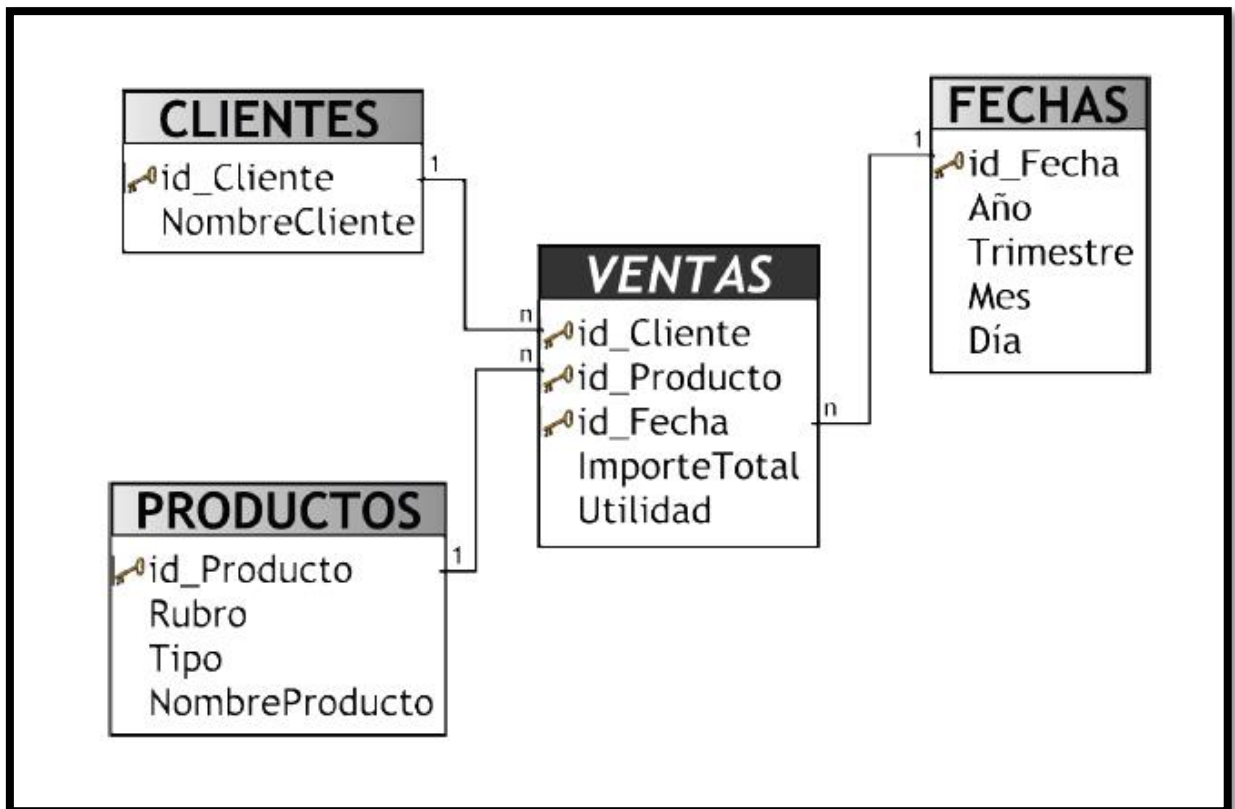 CLIENTES
id_Cliente
NombreCliente
1
FECHAS
1
id_Fecha
Año
Trimestre
Mes
Día
VENTAS
n
id_Cliente
n
id_Producto
id_Fecha
n
ImporteTotal
Utilidad
PRODUCTOS
id_Producto
1
Rubro
Tipo
NombreProducto